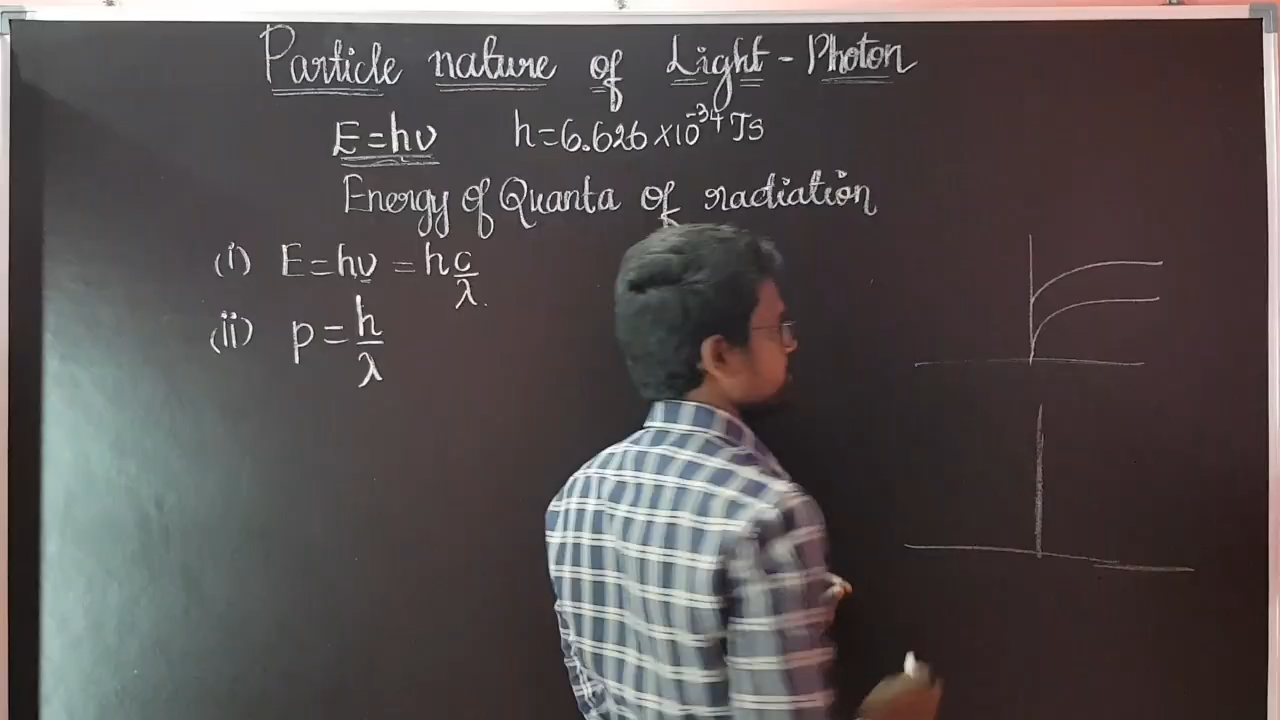 Particle nature of Light - Photon
E=hν h=6.626×10⁻³⁴ Js
Energy of Quanta of radiation
(i) E=hν = hc/λ.
(ii) p=h/λ